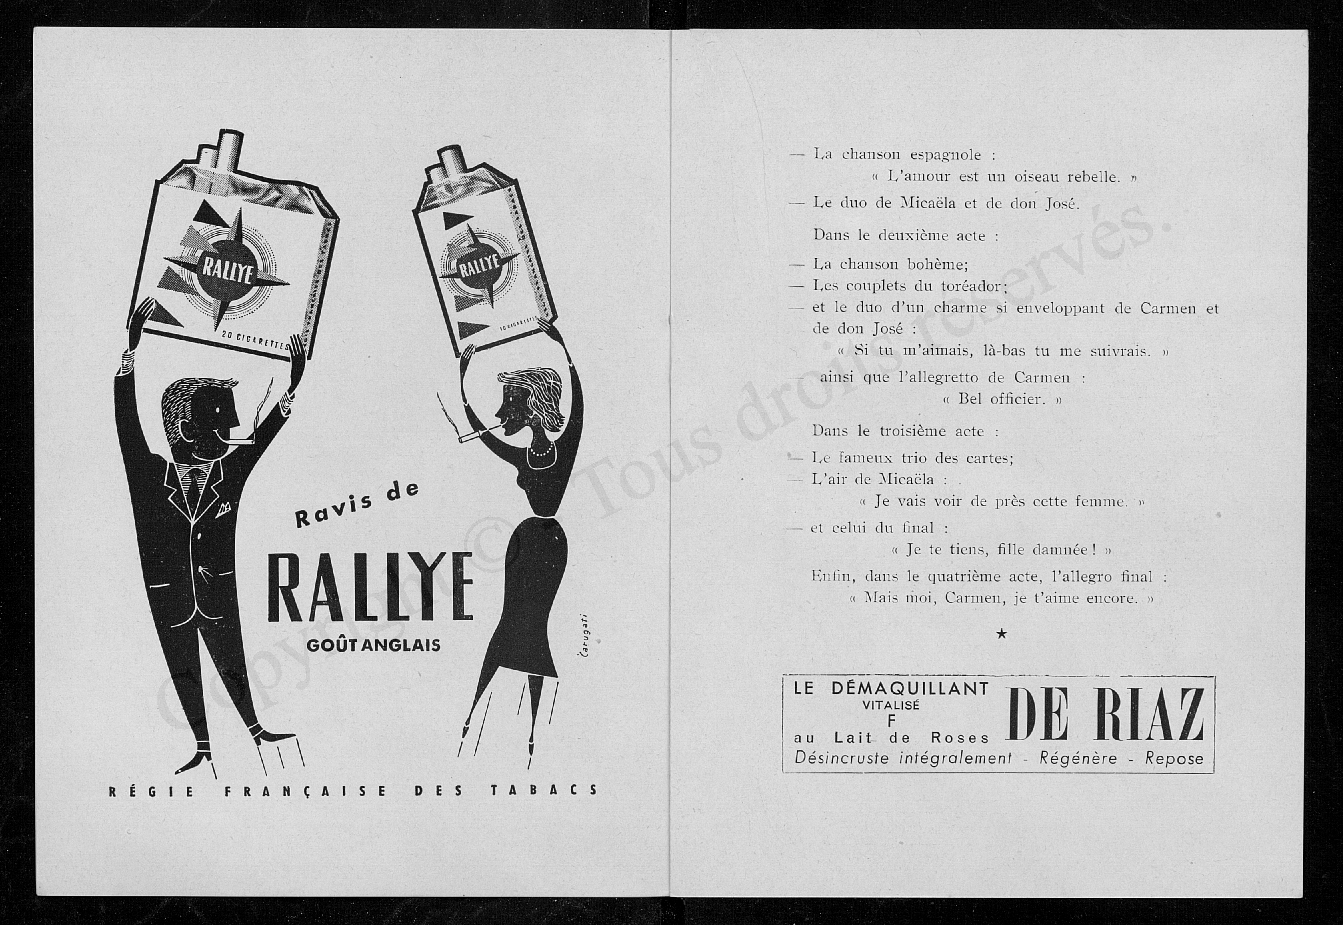 RALLYE
20 CIGARETTES
RALLYE
10 CIGARETTES
Ravis de
RALLYE
GOÛT ANGLAIS
Carugati
RÉGIE FRANÇAISE DES TABACS
— La chanson espagnole :
« L'amour est un oiseau rebelle. »
— Le duo de Micaëla et de don José.
Dans le deuxième acte :
— La chanson bohème;
— Les couplets du toréador;
— et le duo d'un charme si enveloppant de Carmen et
de don José :
« Si tu m'aimais, là-bas tu me suivrais. »
ainsi que l'allegretto de Carmen :
« Bel officier. »
Dans le troisième acte :
— Le fameux trio des cartes;
— L'air de Micaëla :
« Je vais voir de près cette femme. »
— et celui du final :
« Je te tiens, fille damnée ! »
Enfin, dans le quatrième acte, l'allegro final :
« Mais moi, Carmen, je t'aime encore. »
★
LE DÉMAQUILLANT
VITALISÉ
F
au Lait de Roses
DE RIAZ
Désincruste intégralement - Régénère - Repose
Copyright © - Tous droits réservés.